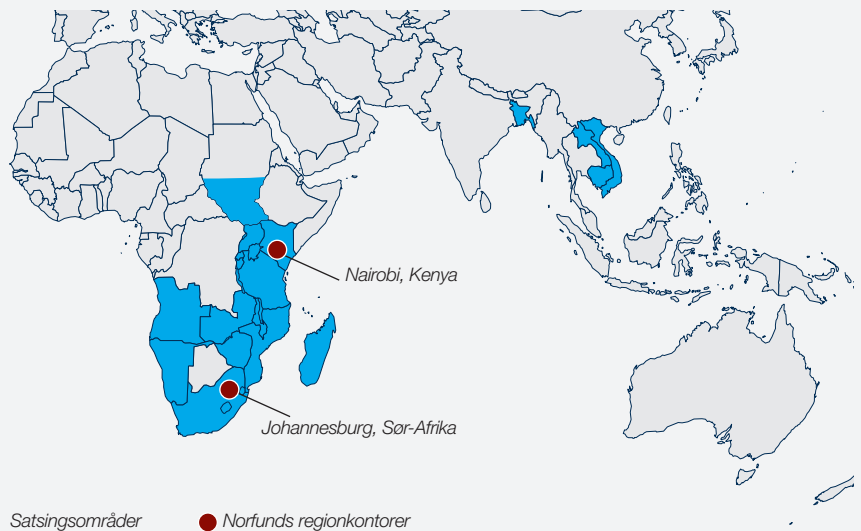 Nairobi, Kenya
Johannesburg, Sør-Afrika
Satsingsområder
Norfunds regionkontorer